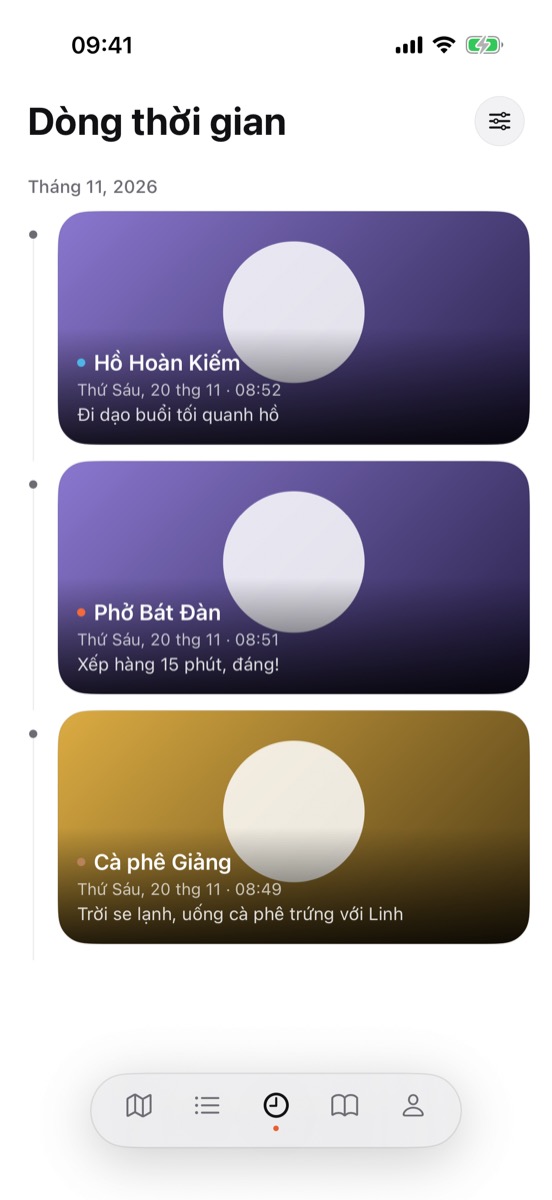 09:41
Dòng thời gian
Tháng 11, 2026
Hồ Hoàn Kiếm
Thứ Sáu, 20 thg 11 · 08:52
Đi dạo buổi tối quanh hồ
Phở Bát Đàn
Thứ Sáu, 20 thg 11 · 08:51
Xếp hàng 15 phút, đáng!
Cà phê Giảng
Thứ Sáu, 20 thg 11 · 08:49
Trời se lạnh, uống cà phê trứng với Linh